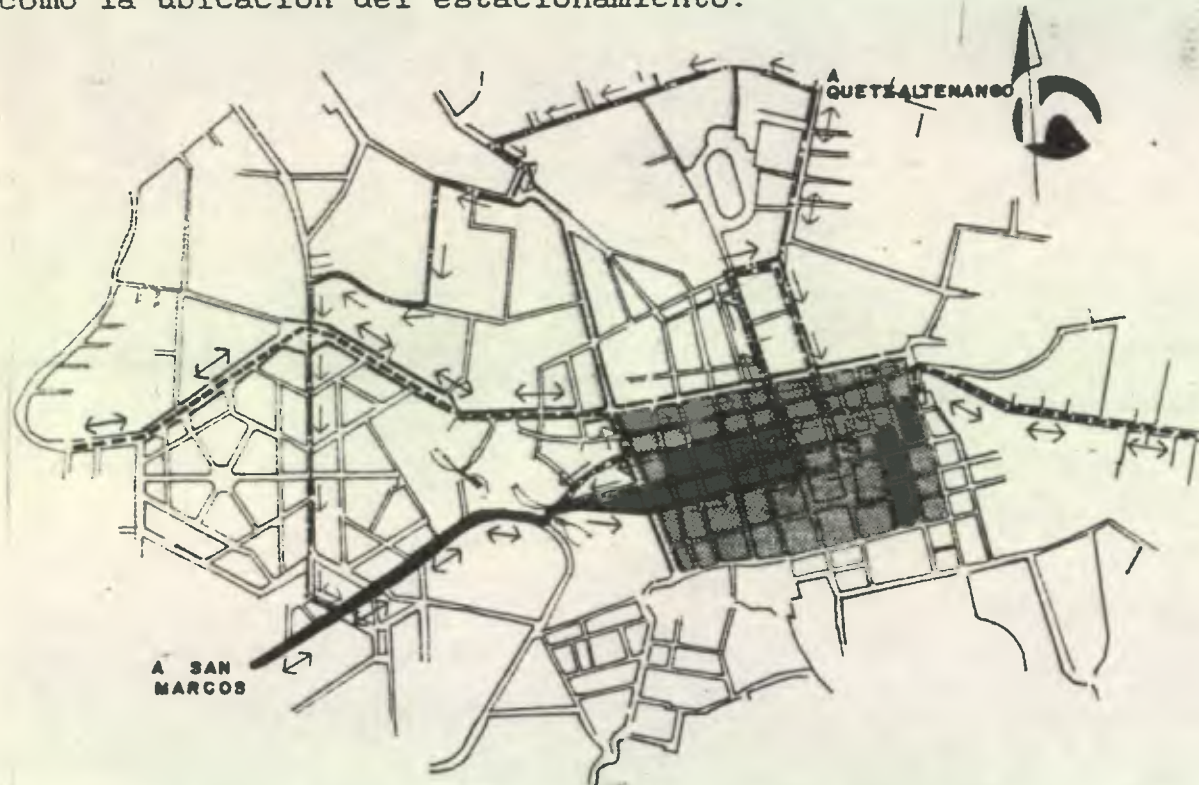 como la ubicación del estacionamiento.
A
QUETZALTENANGO
A SAN
MARCOS